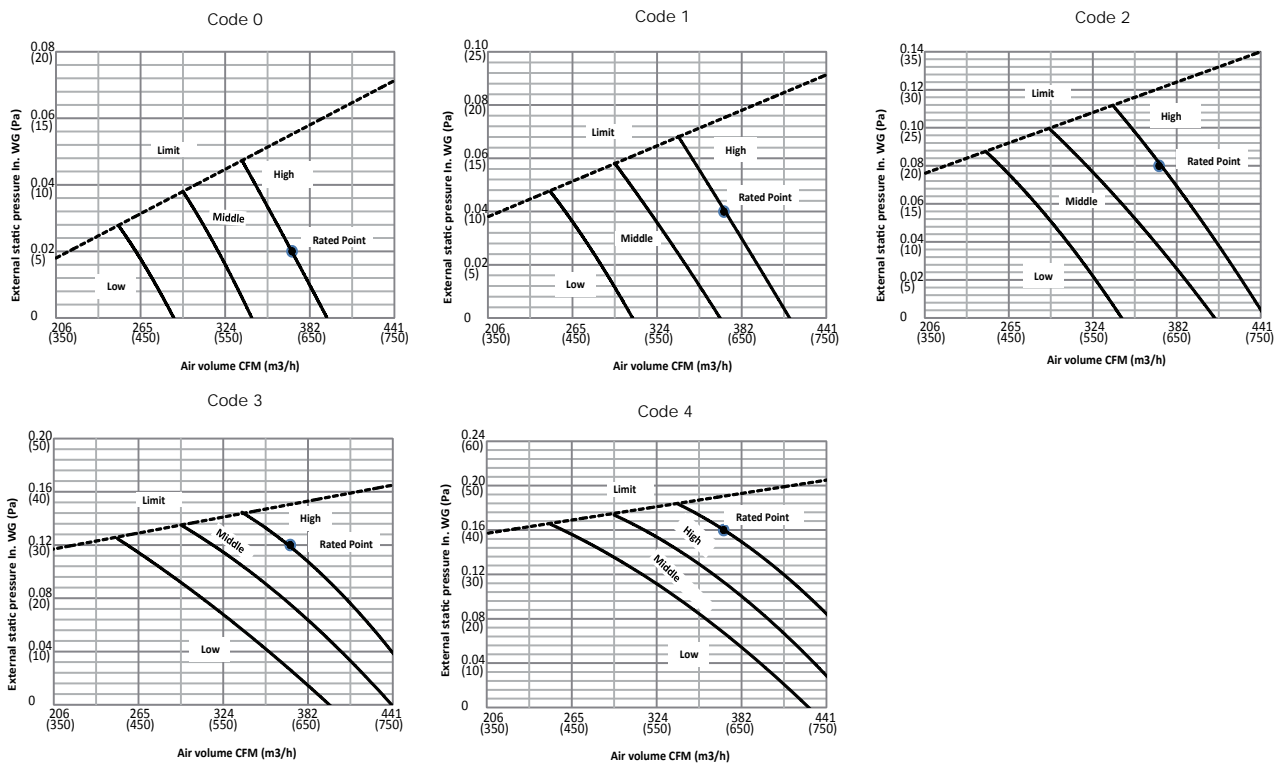 Code 0
0.08
(20)
0.06
(15)
0.04
(10)
0.02
(5)
0
External static pressure In. WG (Pa)
Limit
High
Middle
Rated Point
Low
206 265 324 382 441
(350) (450) (550) (650) (750)
Air volume CFM (m3/h)
Code 1
0.10
(25)
0.08
(20)
0.06
(15)
0.04
(10)
0.02
(5)
0
External static pressure In. WG (Pa)
Limit
High
Rated Point
Middle
Low
206 265 324 382 441
(350) (450) (550) (650) (750)
Air volume CFM (m3/h)
Code 2
0.14
(35)
0.12
(30)
0.10
(25)
0.08
(20)
0.06
(15)
0.04
(10)
0.02
(5)
0
External static pressure In. WG (Pa)
Limit
High
Rated Point
Middle
Low
206 265 324 382 441
(350) (450) (550) (650) (750)
Air volume CFM (m3/h)
Code 3
0.20
(50)
0.16
(40)
0.12
(30)
0.08
(20)
0.04
(10)
0
External static pressure In. WG (Pa)
Limit
High
Middle
Rated Point
Low
206 265 324 382 441
(350) (450) (550) (650) (750)
Air volume CFM (m3/h)
Code 4
0.24
(60)
0.20
(50)
0.16
(40)
0.12
(30)
0.08
(20)
0.04
(10)
0
External static pressure In. WG (Pa)
Limit
Rated Point
High
Middle
Low
206 265 324 382 441
(350) (450) (550) (650) (750)
Air volume CFM (m3/h)